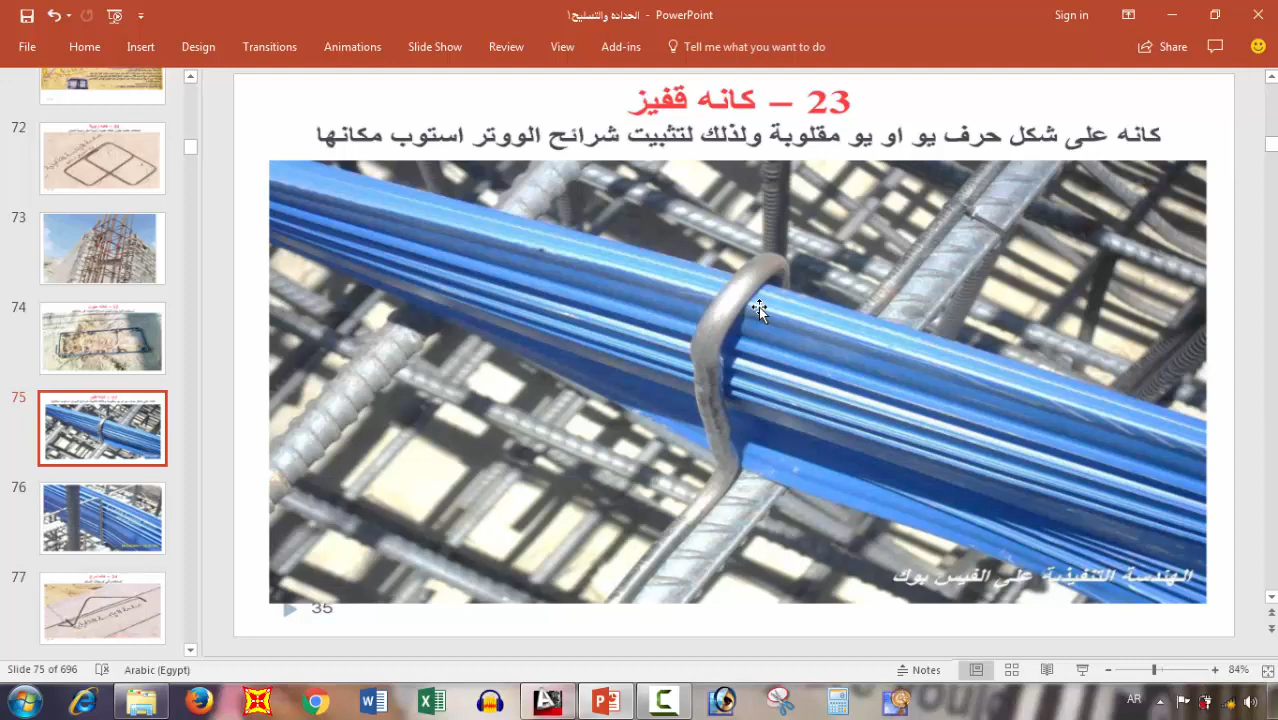 الحداده والتسليح١ - PowerPoint
Sign in
File Home Insert Design Transitions Animations Slide Show Review View Add-ins Tell me what you want to do Share
72
73
74
75
76
77
23 – كانه قفيز
كانه على شكل حرف يو او يو مقلوبة ولذلك لتثبيت شرائح الووتر استوب مكانها
الهندسة التنفيذية على الفيس بوك
35
Slide 75 of 696 Arabic (Egypt) Notes 84%
AR